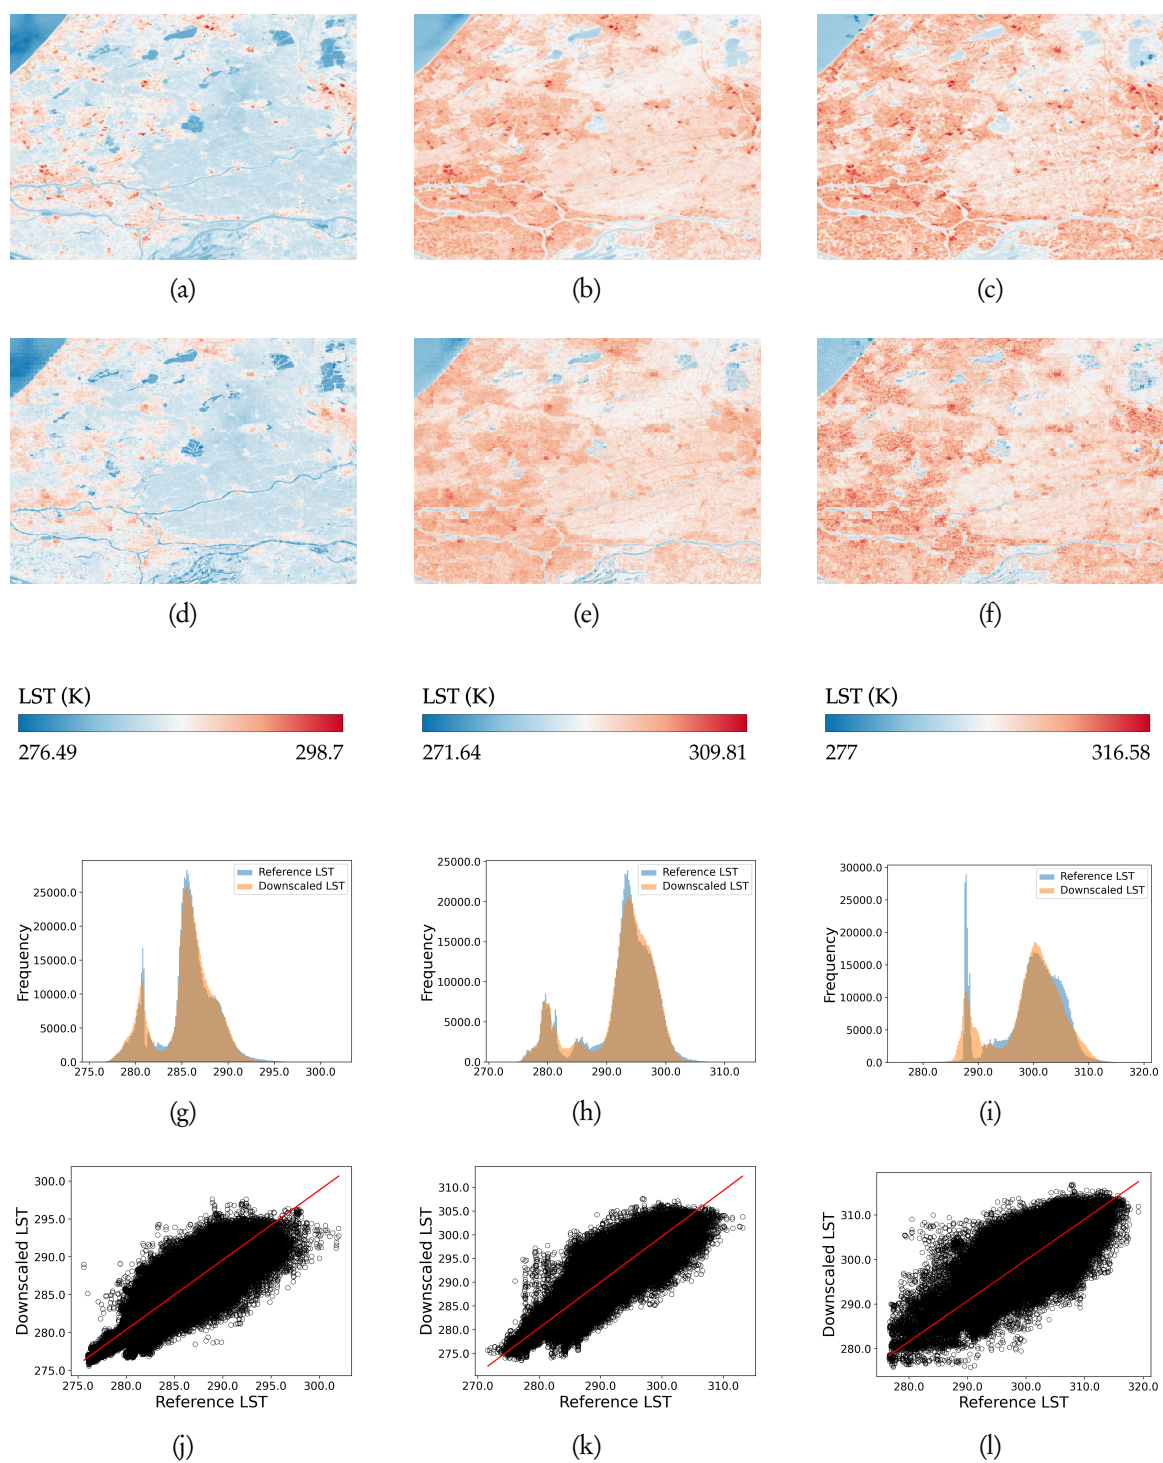 (a) (b) (c)
(d) (e) (f)
LST (K) LST (K) LST (K)
276.49 298.7 271.64 309.81 277 316.58
Frequency
25000.0
20000.0
15000.0
10000.0
5000.0
0.0
275.0 280.0 285.0 290.0 295.0 300.0
Reference LST
Downscaled LST
(g)
Frequency
25000.0
20000.0
15000.0
10000.0
5000.0
0.0
270.0 280.0 290.0 300.0 310.0
Reference LST
Downscaled LST
(h)
Frequency
30000.0
25000.0
20000.0
15000.0
10000.0
5000.0
0.0
280.0 290.0 300.0 310.0 320.0
Reference LST
Downscaled LST
(i)
Downscaled LST
300.0
295.0
290.0
285.0
280.0
275.0
275.0 280.0 285.0 290.0 295.0 300.0
Reference LST
(j)
Downscaled LST
310.0
305.0
300.0
295.0
290.0
285.0
280.0
275.0
270.0 280.0 290.0 300.0 310.0
Reference LST
(k)
Downscaled LST
310.0
300.0
290.0
280.0
280.0 290.0 300.0 310.0 320.0
Reference LST
(l)